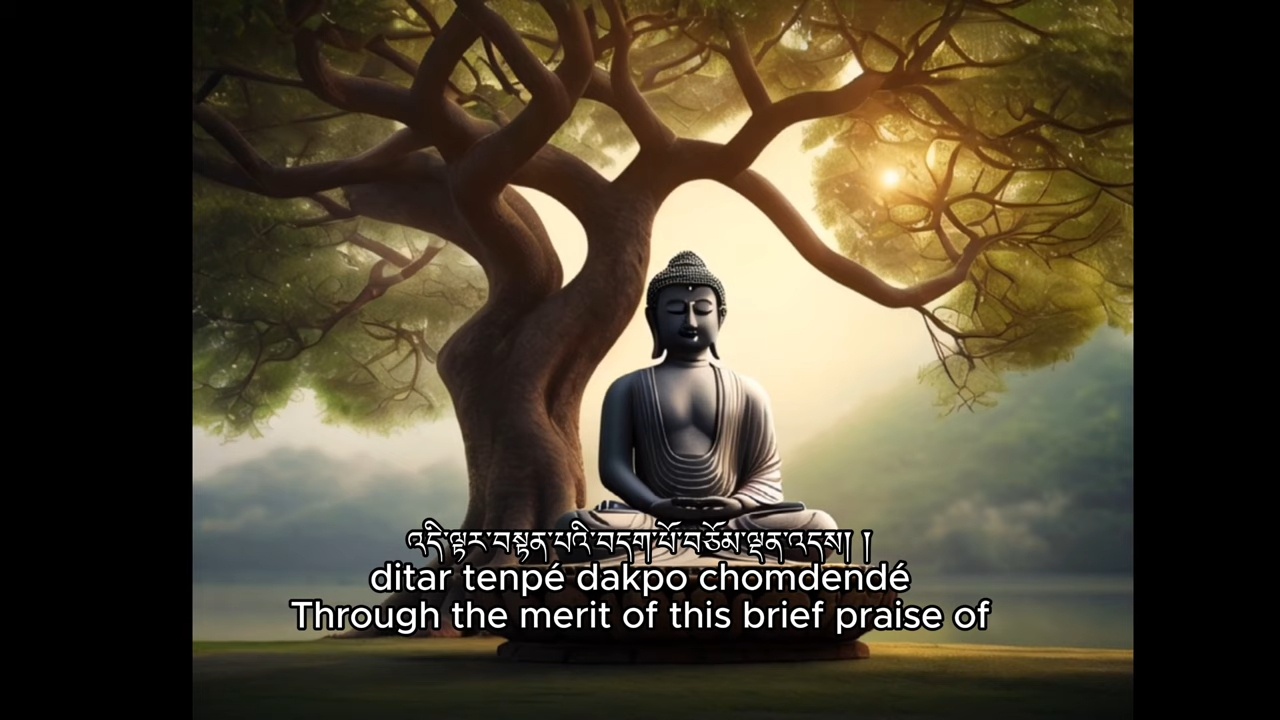 འདི་ལྟར་བསྟན་པའི་བདག་པོ་བཅོམ་ལྡན་འདས། །
ditar tenpé dakpo chomdendé
Through the merit of this brief praise of